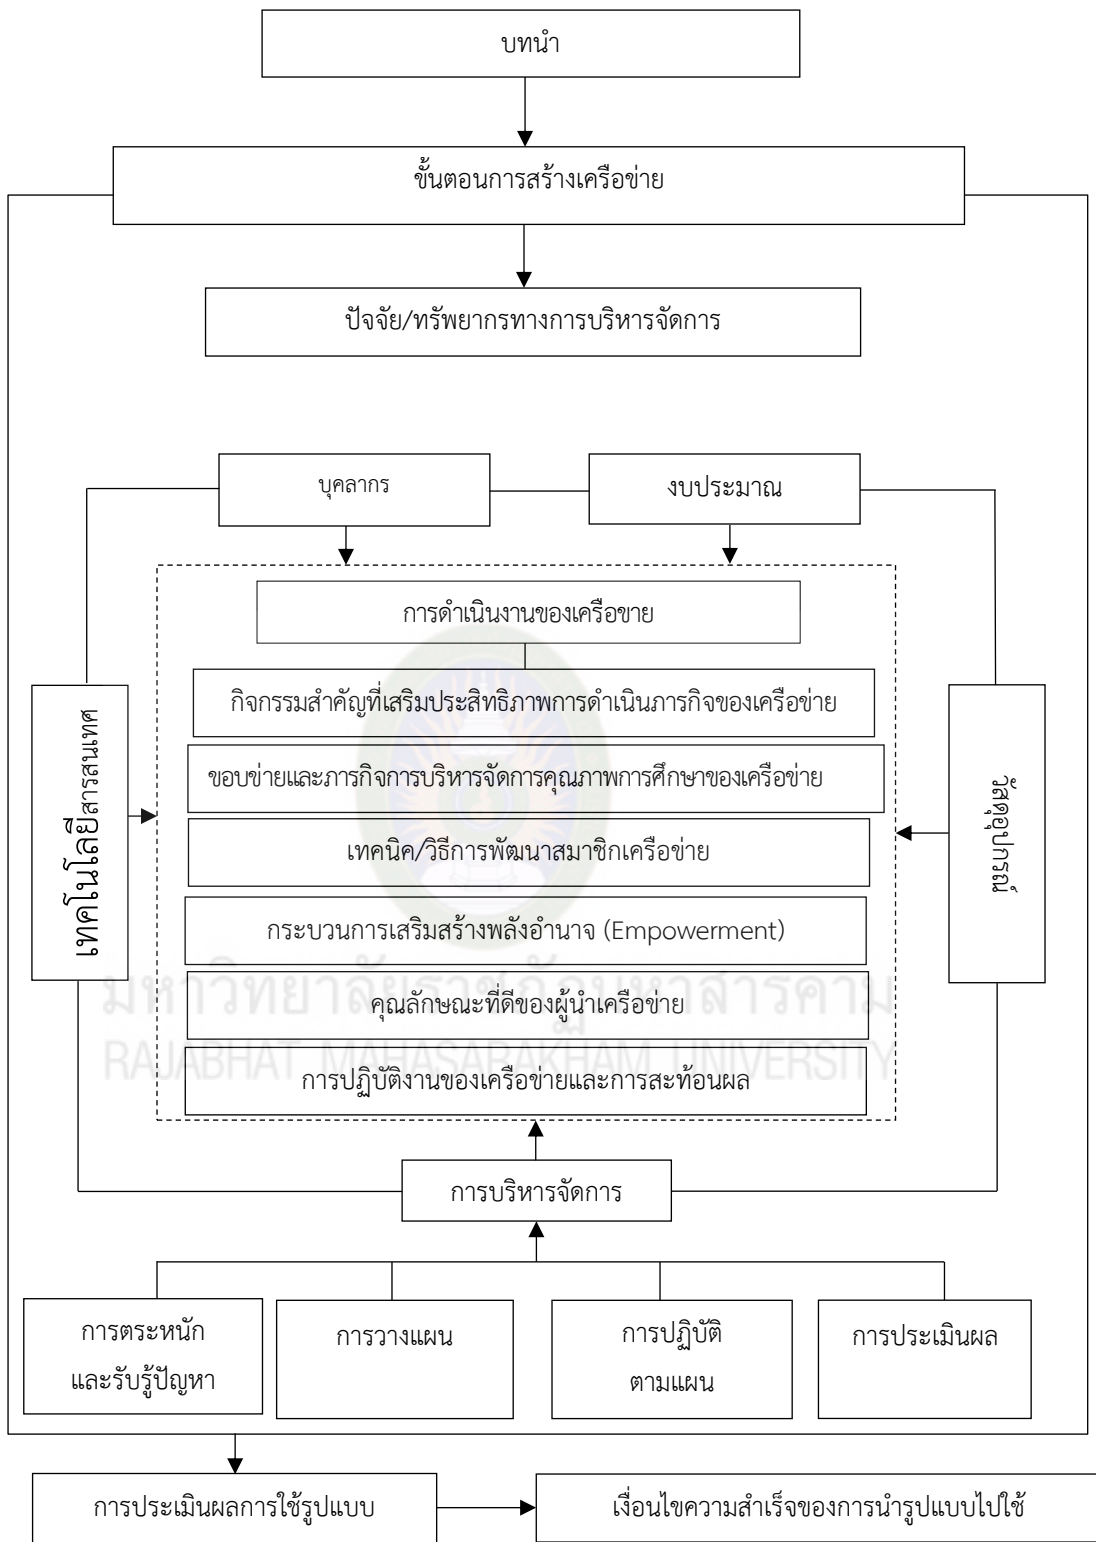 บทนำ
ขั้นตอนการสร้างเครือข่าย
ปัจจัย/ทรัพยากรทางการบริหารจัดการ
บุคลากร
งบประมาณ
การดำเนินงานของเครือขาย
กิจกรรมสำคัญที่เสริมประสิทธิภาพการดำเนินภารกิจของเครือข่าย
ขอบข่ายและภารกิจการบริหารจัดการคุณภาพการศึกษาของเครือข่าย
เทคนิค/วิธีการพัฒนาสมาชิกเครือข่าย
กระบวนการเสริมสร้างพลังอำนาจ (Empowerment)
คุณลักษณะที่ดีของผู้นำเครือข่าย
การปฏิบัติงานของเครือข่ายและการสะท้อนผล
เทคโนโลยีสารสนเทศ
วัสดุอุปกรณ์
มหาวิทยาลัยราชภัฏมหาสารคาม
RAJABHAT MAHASARAKHAM UNIVERSITY
การบริหารจัดการ
การตระหนัก
และรับรู้ปัญหา
การวางแผน
การปฏิบัติ
ตามแผน
การประเมินผล
การประเมินผลการใช้รูปแบบ
เงื่อนไขความสำเร็จของการนำรูปแบบไปใช้